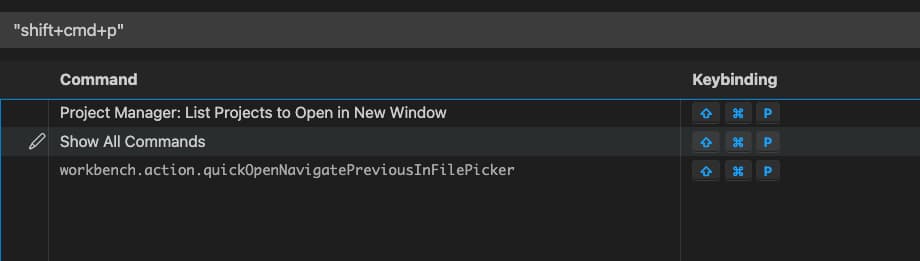 "shift+cmd+p"
Command Keybinding
Project Manager: List Projects to Open in New Window ⇧ ⌘ P
Show All Commands ⇧ ⌘ P
workbench.action.quickOpenNavigatePreviousInFilePicker ⇧ ⌘ P